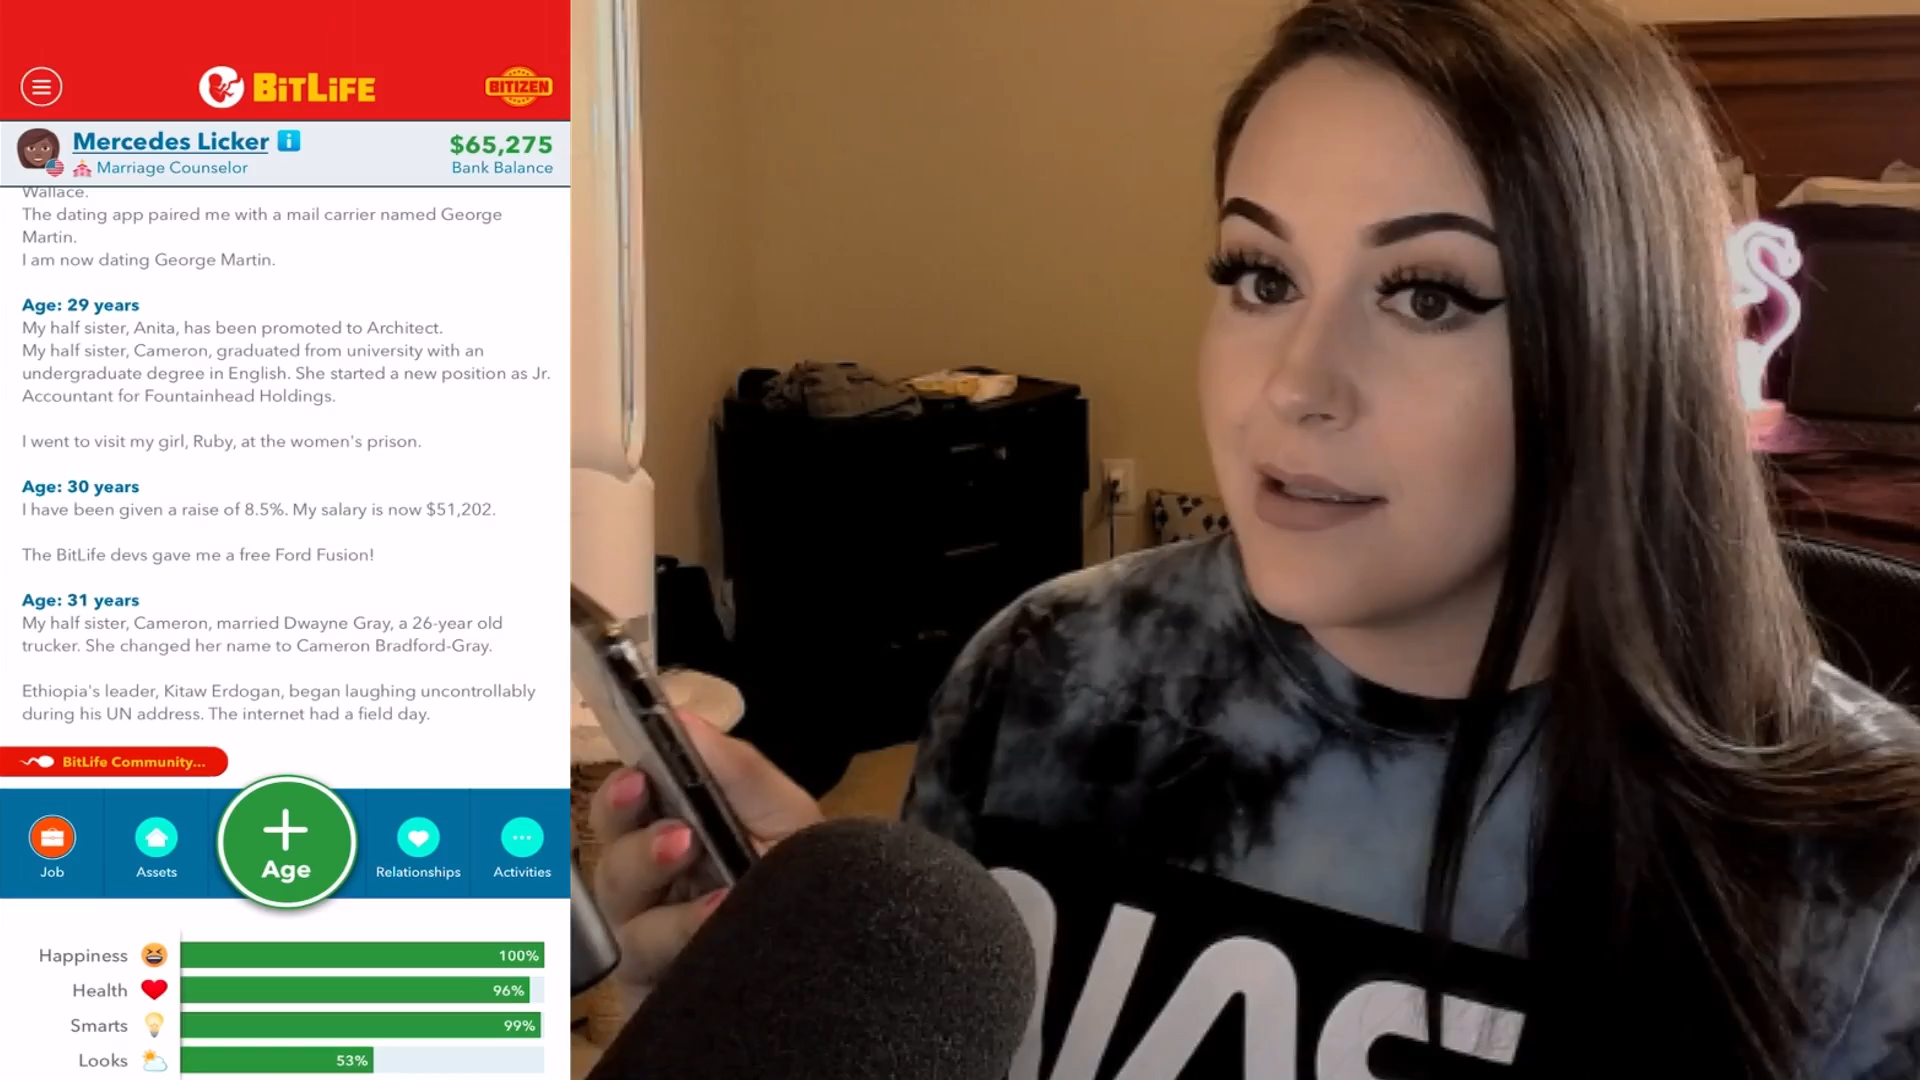 BiTLiFE
BITIZEN
Mercedes Licker i
$65,275
Marriage Counselor
Bank Balance
Wallace.
The dating app paired me with a mail carrier named George
Martin.
I am now dating George Martin.
Age: 29 years
My half sister, Anita, has been promoted to Architect.
My half sister, Cameron, graduated from university with an
undergraduate degree in English. She started a new position as Jr.
Accountant for Fountainhead Holdings.
I went to visit my girl, Ruby, at the women's prison.
Age: 30 years
I have been given a raise of 8.5%. My salary is now $51,202.
The BitLife devs gave me a free Ford Fusion!
Age: 31 years
My half sister, Cameron, married Dwayne Gray, a 26-year old
trucker. She changed her name to Cameron Bradford-Gray.
Ethiopia's leader, Kitaw Erdogan, began laughing uncontrollably
during his UN address. The internet had a field day.
BitLife Community...
Job
Assets
+
Age
Relationships
Activities
Happiness 100%
Health 96%
Smarts 99%
Looks 53%